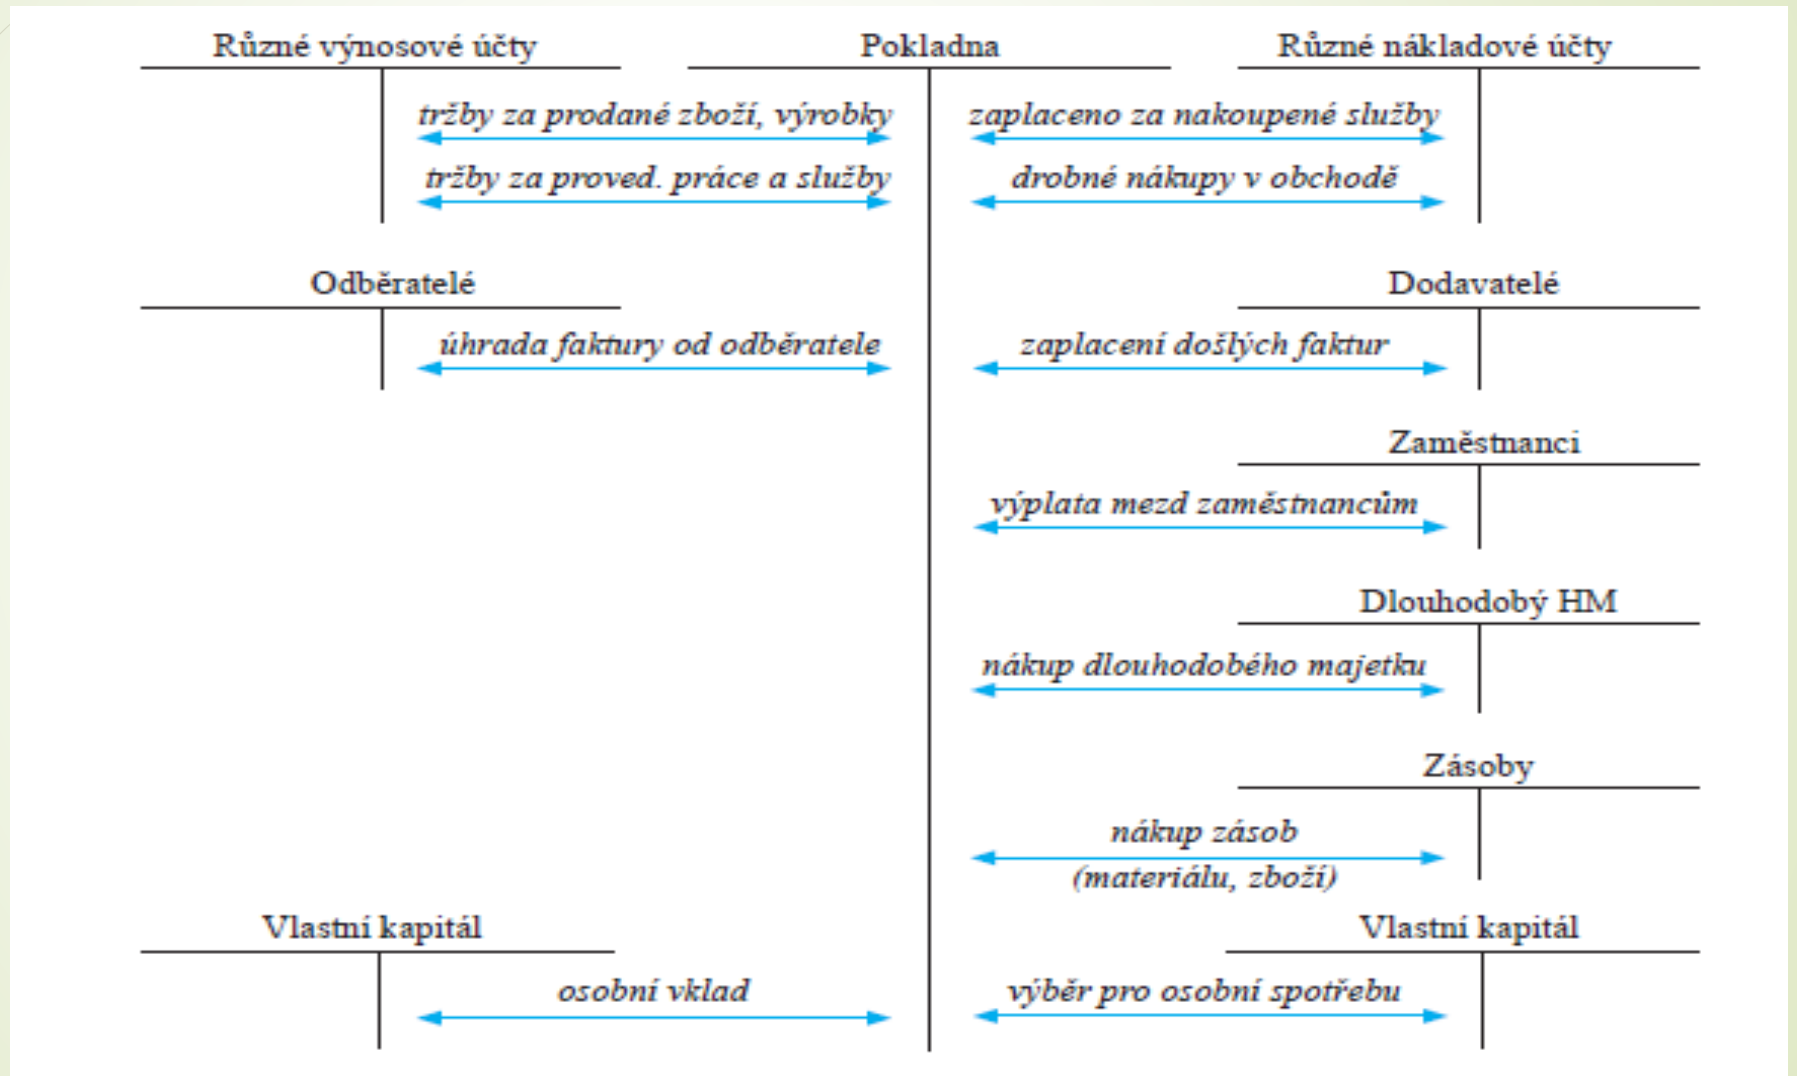 Různé výnosové účty
Pokladna
Různé nákladové účty
tržby za prodané zboží, výrobky
zaplaceno za nakoupené služby
tržby za proved. práce a služby
drobné nákupy v obchodě
Odběratelé
Dodavatelé
úhrada faktury od odběratele
zaplacení došlých faktur
Zaměstnanci
výplata mezd zaměstnancům
Dlouhodobý HM
nákup dlouhodobého majetku
Zásoby
nákup zásob
(materiálu, zboží)
Vlastní kapitál
Vlastní kapitál
osobní vklad
výběr pro osobní spotřebu